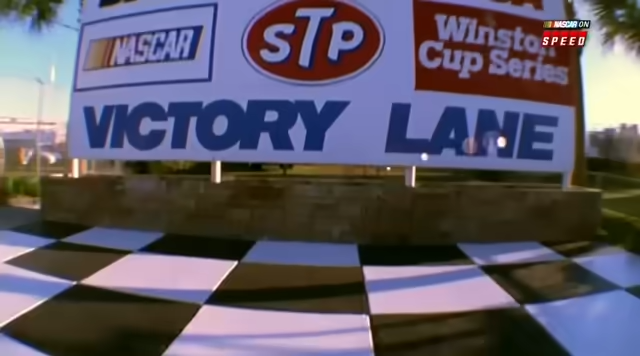 NASCAR ON
SPEED
NASCAR
STP
Winston
Cup Series
VICTORY LANE